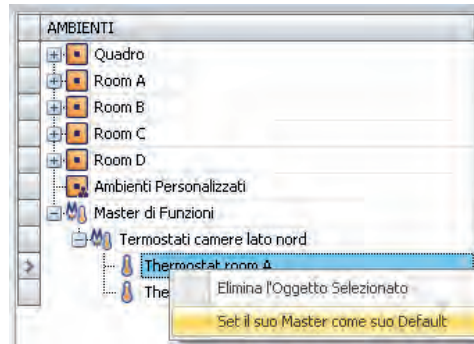 AMBIENTI
Quadro
Room A
Room B
Room C
Room D
Ambienti Personalizzati
Master di Funzioni
Termostati camere lato nord
Thermostat room A
The
Elimina l'Oggetto Selezionato
Set il suo Master come suo Default